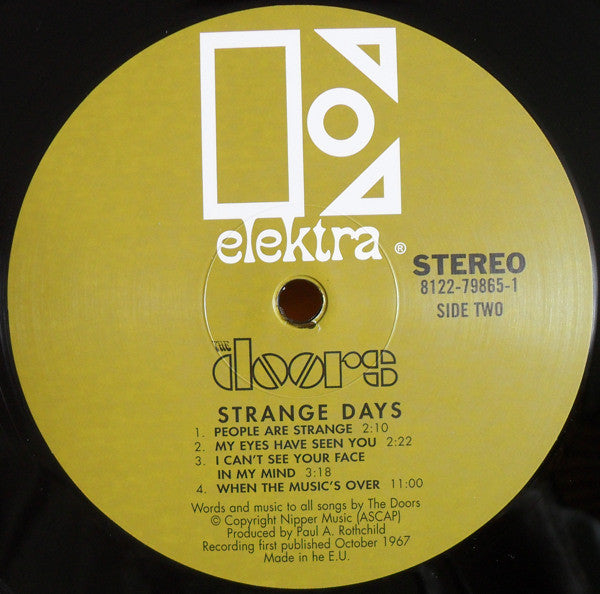 elektra®
STEREO
8122-79865-1
SIDE TWO
THE
doors
STRANGE DAYS
1. PEOPLE ARE STRANGE 2:10
2. MY EYES HAVE SEEN YOU 2:22
3. I CAN'T SEE YOUR FACE
IN MY MIND 3:18
4. WHEN THE MUSIC'S OVER 11:00
Words and music to all songs by The Doors
© Copyright Nipper Music (ASCAP)
Produced by Paul A. Rothchild
Recording first published October 1967
Made in he E.U.